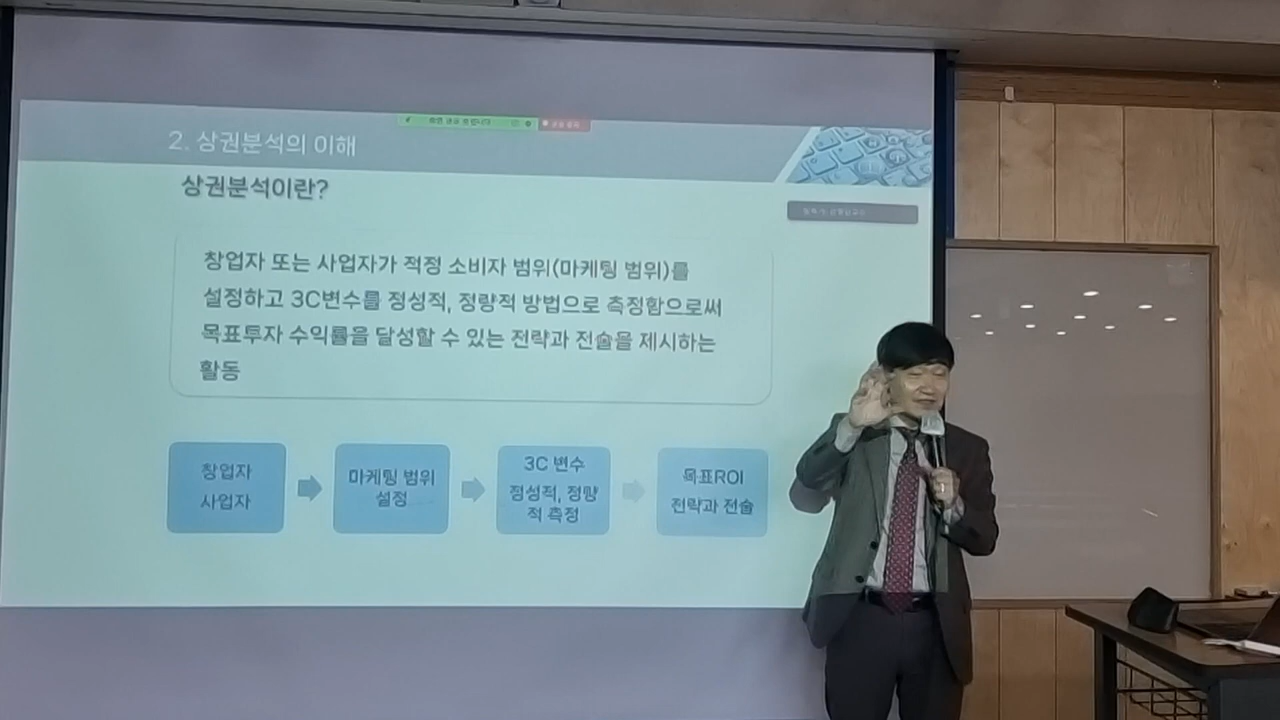 2. 상권분석의 이해
상권분석이란?
창업자 또는 사업자가 적정 소비자 범위(마케팅 범위)를
설정하고 3C변수를 정성적, 정량적 방법으로 측정함으로써
목표투자 수익률을 달성할 수 있는 전략과 전술을 제시하는
활동
창업자
사업자
마케팅 범위
설정
3C 변수
정성적, 정량
적 측정
목표ROI
전략과 전술